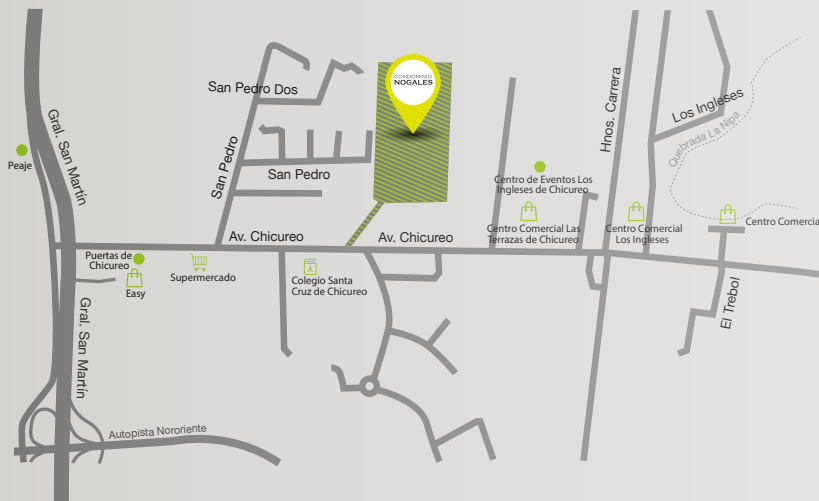 CONDOMINIO
NOGALES
San Pedro Dos
San Pedro
San Pedro
Gral. San Martín
Peaje
Hnos. Carrera
Los Ingleses
Quebrada La Nipa
Centro de Eventos Los
Ingleses de Chicureo
Centro Comercial Las
Terrazas de Chicureo
Centro Comercial
Los Ingleses
Centro Comercia
Av. Chicureo
Av. Chicureo
Puertas de
Chicureo
Easy
Supermercado
A
Colegio Santa
Cruz de Chicureo
El Trebol
Gral. San Martín
Autopista Nororiente